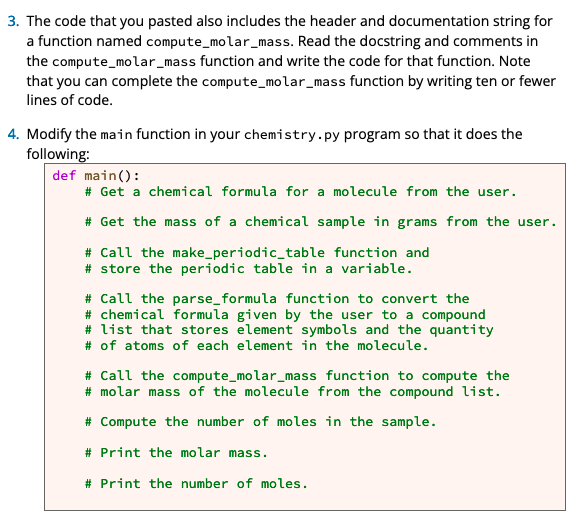 3. The code that you pasted also includes the header and documentation string for
a function named compute_molar_mass. Read the docstring and comments in
the compute_molar_mass function and write the code for that function. Note
that you can complete the compute_molar_mass function by writing ten or fewer
lines of code.
4. Modify the main function in your chemistry.py program so that it does the
following:
def main():
    # Get a chemical formula for a molecule from the user.
    # Get the mass of a chemical sample in grams from the user.
    # Call the make_periodic_table function and
    # store the periodic table in a variable.
    # Call the parse_formula function to convert the
    # chemical formula given by the user to a compound
    # list that stores element symbols and the quantity
    # of atoms of each element in the molecule.
    # Call the compute_molar_mass function to compute the
    # molar mass of the molecule from the compound list.
    # Compute the number of moles in the sample.
    # Print the molar mass.
    # Print the number of moles.